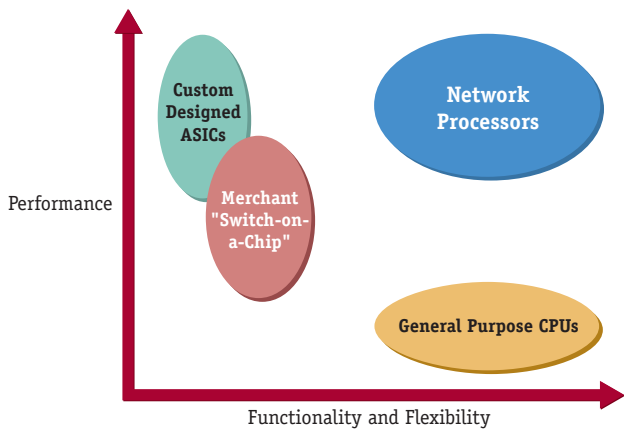 Custom
Designed
ASICs
Network
Processors
Merchant
"Switch-on-
a-Chip"
Performance
General Purpose CPUs
Functionality and Flexibility